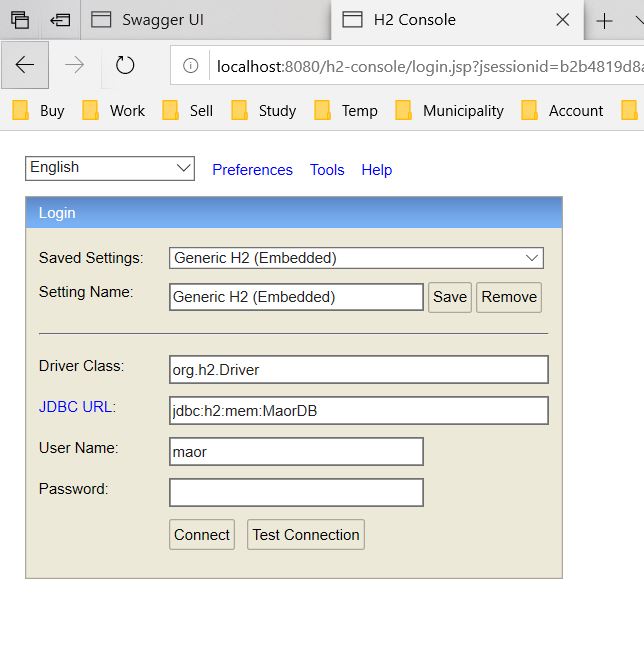 Swagger UI H2 Console
localhost:8080/h2-console/login.jsp?jsessionid=b2b4819d8
Buy Work Sell Study Temp Municipality Account
English Preferences Tools Help
Login
Saved Settings: Generic H2 (Embedded)
Setting Name: Generic H2 (Embedded) Save Remove
Driver Class: org.h2.Driver
JDBC URL: jdbc:h2:mem:MaorDB
User Name: maor
Password:
Connect Test Connection